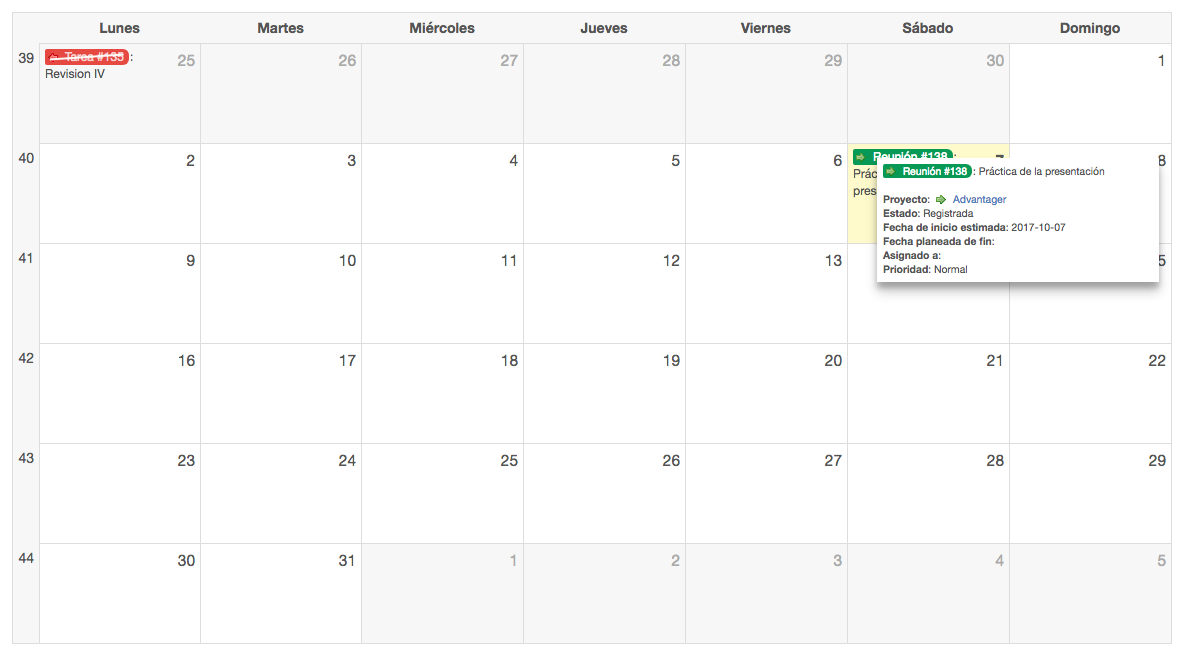 Lunes Martes Miércoles Jueves Viernes Sábado Domingo
39 Tarea #135: 25 26 27 28 29 30 1
Revision IV
40 2 3 4 5 6 Reunión #138: 7 8
Prác
pres
Reunión #138: Práctica de la presentación
Proyecto: Advantager
Estado: Registrada
Fecha de inicio estimada: 2017-10-07
Fecha planeada de fin:
Asignado a:
Prioridad: Normal
41 9 10 11 12 13 5
42 16 17 18 19 20 21 22
43 23 24 25 26 27 28 29
44 30 31 1 2 3 4 5